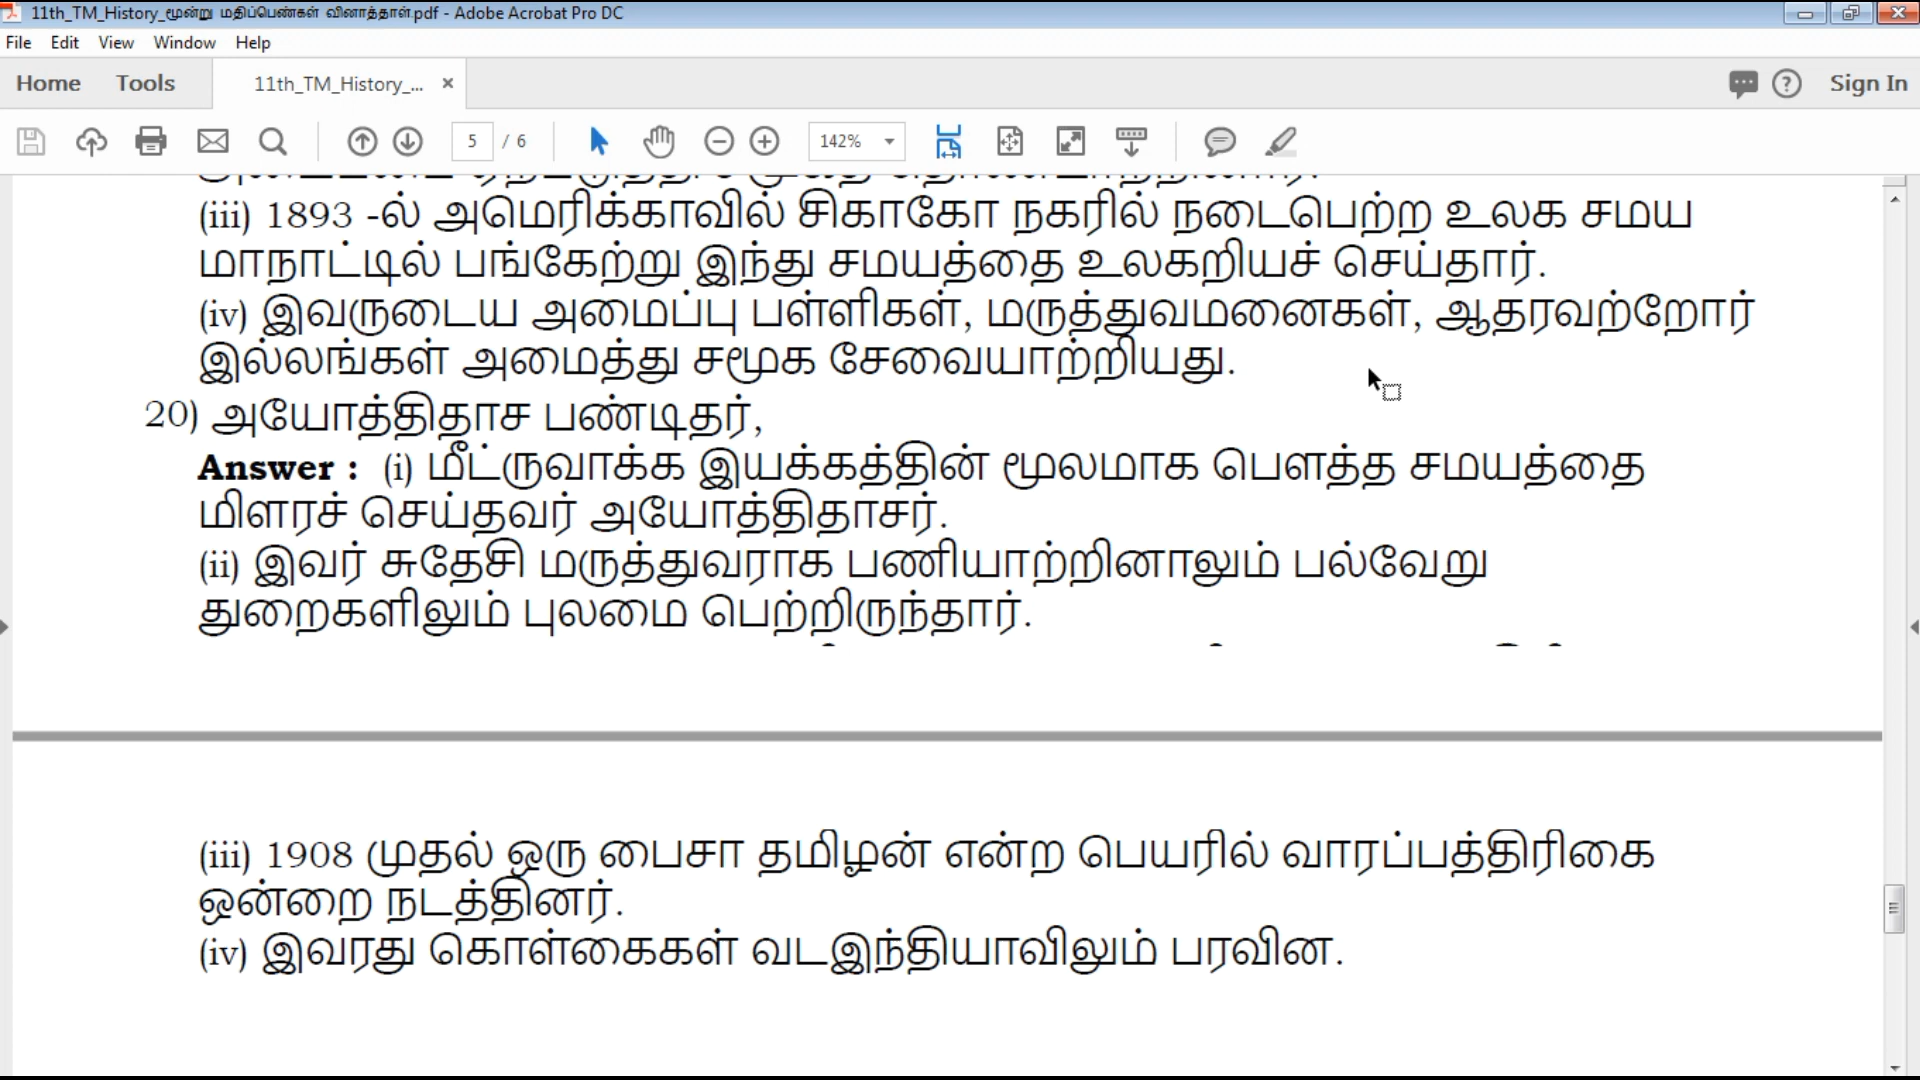 11th_TM_History_மூன்று மதிப்பெண்கள் வினாத்தாள்.pdf - Adobe Acrobat Pro DC
File Edit View Window Help
Home Tools 11th_TM_History_... × Sign In
5 / 6 142%
(iii) 1893 -ல் அமெரிக்காவில் சிகாகோ நகரில் நடைபெற்ற உலக சமய
மாநாட்டில் பங்கேற்று இந்து சமயத்தை உலகறியச் செய்தார்.
(iv) இவருடைய அமைப்பு பள்ளிகள், மருத்துவமனைகள், ஆதரவற்றோர்
இல்லங்கள் அமைத்து சமூக சேவையாற்றியது.
20) அயோத்திதாச பண்டிதர்,
Answer : (i) மீட்ருவாக்க இயக்கத்தின் மூலமாக பௌத்த சமயத்தை
மிளரச் செய்தவர் அயோத்திதாசர்.
(ii) இவர் சுதேசி மருத்துவராக பணியாற்றினாலும் பல்வேறு
துறைகளிலும் புலமை பெற்றிருந்தார்.
(iii) 1908 முதல் ஒரு பைசா தமிழன் என்ற பெயரில் வாரப்பத்திரிகை
ஒன்றை நடத்தினர்.
(iv) இவரது கொள்கைகள் வடஇந்தியாவிலும் பரவின.